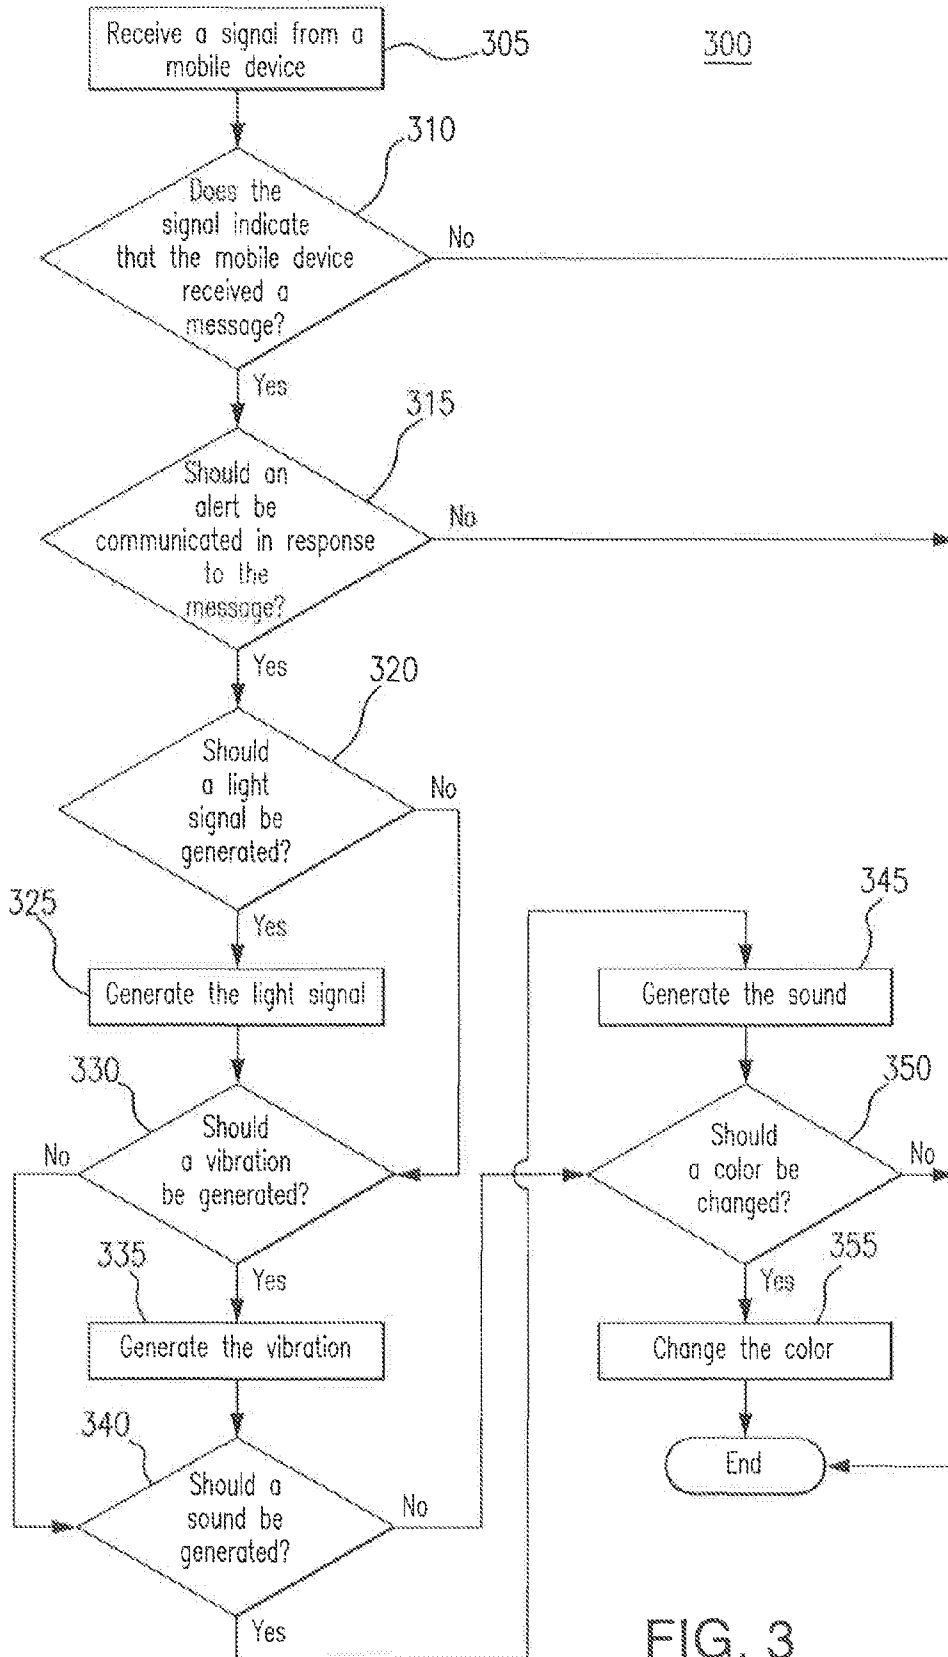 Receive a signal from a
mobile device
305
300
310
Does the
signal indicate
that the mobile device
received a
message?
No
Yes
315
Should an
alert be
communicated in response
to the
message?
No
Yes
320
Should
a light
signal be
generated?
No
Yes
325
Generate the light signal
330
Should
a vibration
be generated?
No
Yes
335
Generate the vibration
340
Should a
sound be
generated?
No
Yes
345
Generate the sound
350
Should
a color be
changed?
No
Yes
355
Change the color
End
FIG. 3